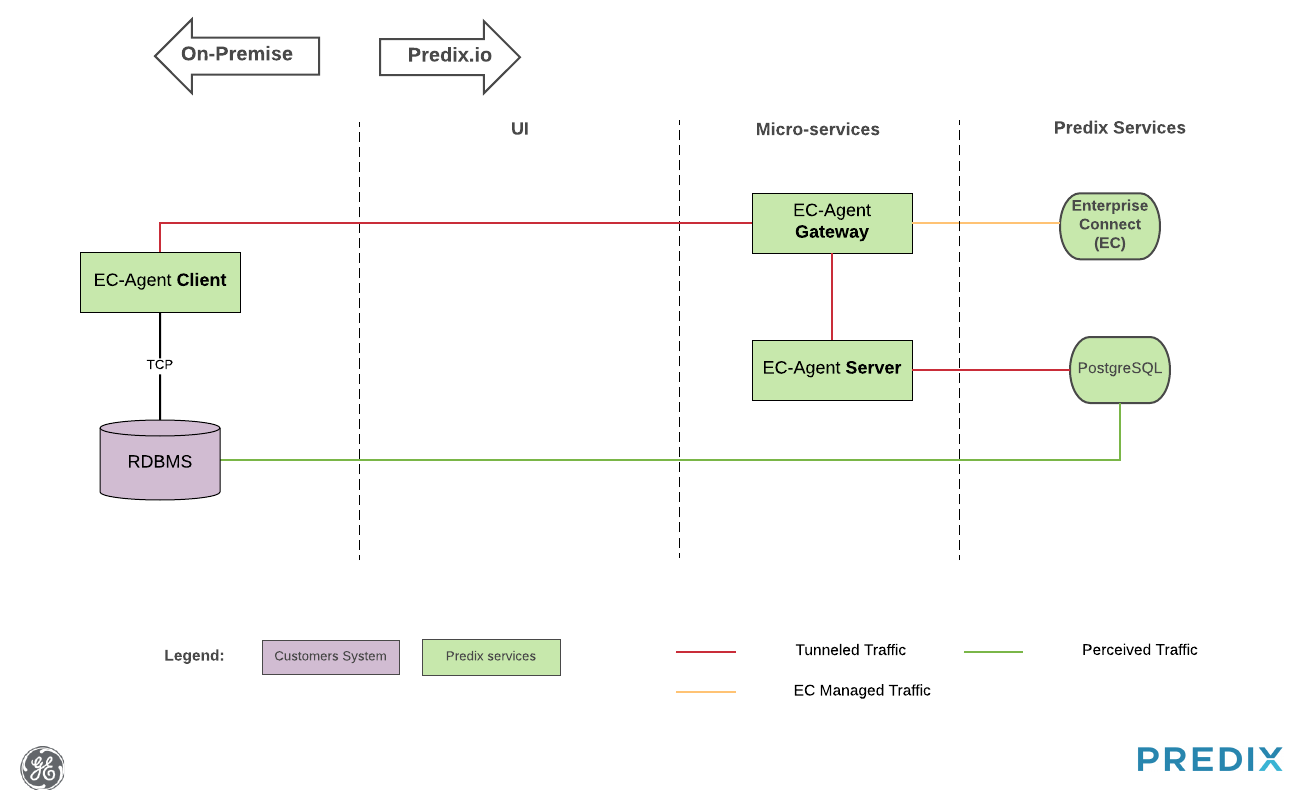 On-Premise
Predix.io
UI
Micro-services
Predix Services
EC-Agent
Gateway
Enterprise
Connect
(EC)
EC-Agent Client
TCP
EC-Agent Server
PostgreSQL
RDBMS
Legend:
Customers System
Predix services
Tunneled Traffic
Perceived Traffic
EC Managed Traffic
GE
PREDIX